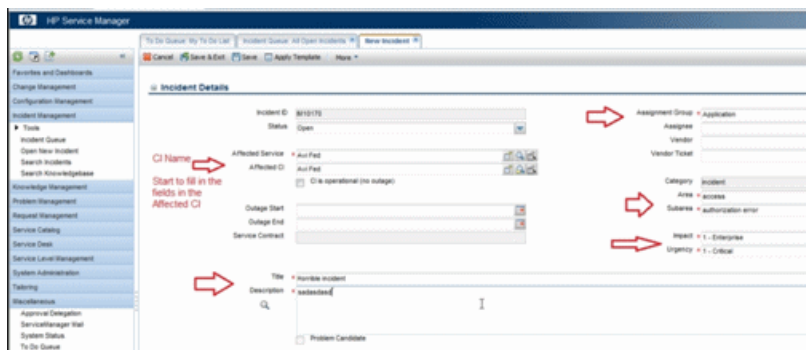 hp HP Service Manager
To Do Queue: My To Do List
Incident Queue: All Open Incidents
New Incident
Cancel
Save & Exit
Save
Apply Template
More
Favorites and Dashboards
Change Management
Configuration Management
Incident Management
Tools
Incident Queue
Open New Incident
Search Incidents
Search Knowledgebase
Knowledge Management
Problem Management
Request Management
Service Catalog
Service Desk
Service Level Management
System Administration
Tailoring
Miscellaneous
Approval Delegation
ServiceManager Mail
System Status
To Do Queue
Incident Details
Incident ID IM10170
Status Open
CI Name
Start to fill in the
fields in the
Affected CI
Affected Service
Affected CI
CI is operational (no outage)
Outage Start
Outage End
Service Contract
Title Horrible incident
Description sadasdasd
Problem Candidate
Assignment Group Application
Assignee
Vendor
Vendor Ticket
Category incident
Area access
Subarea authorization error
Impact 1 - Enterprise
Urgency 1 - Critical